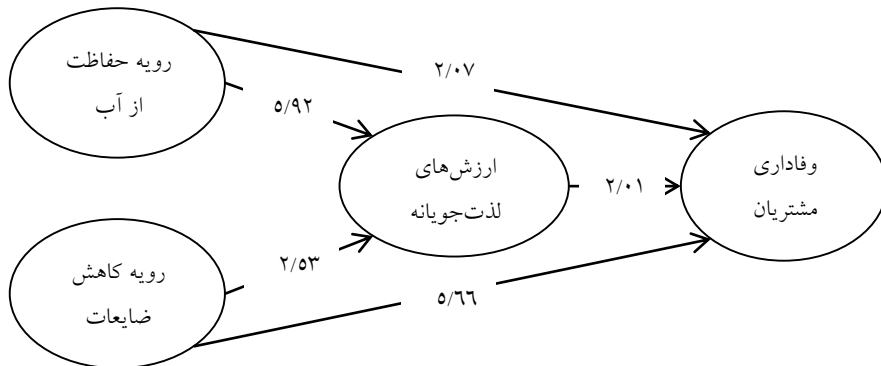 رویه حفاظت
از آب
۲/۰۷
۵/۹۲
ارزش‌های
لذت‌جویانه
۲/۰۱
وفاداری
مشتریان
رویه کاهش
ضایعات
۲/۵۳
۵/۶۶